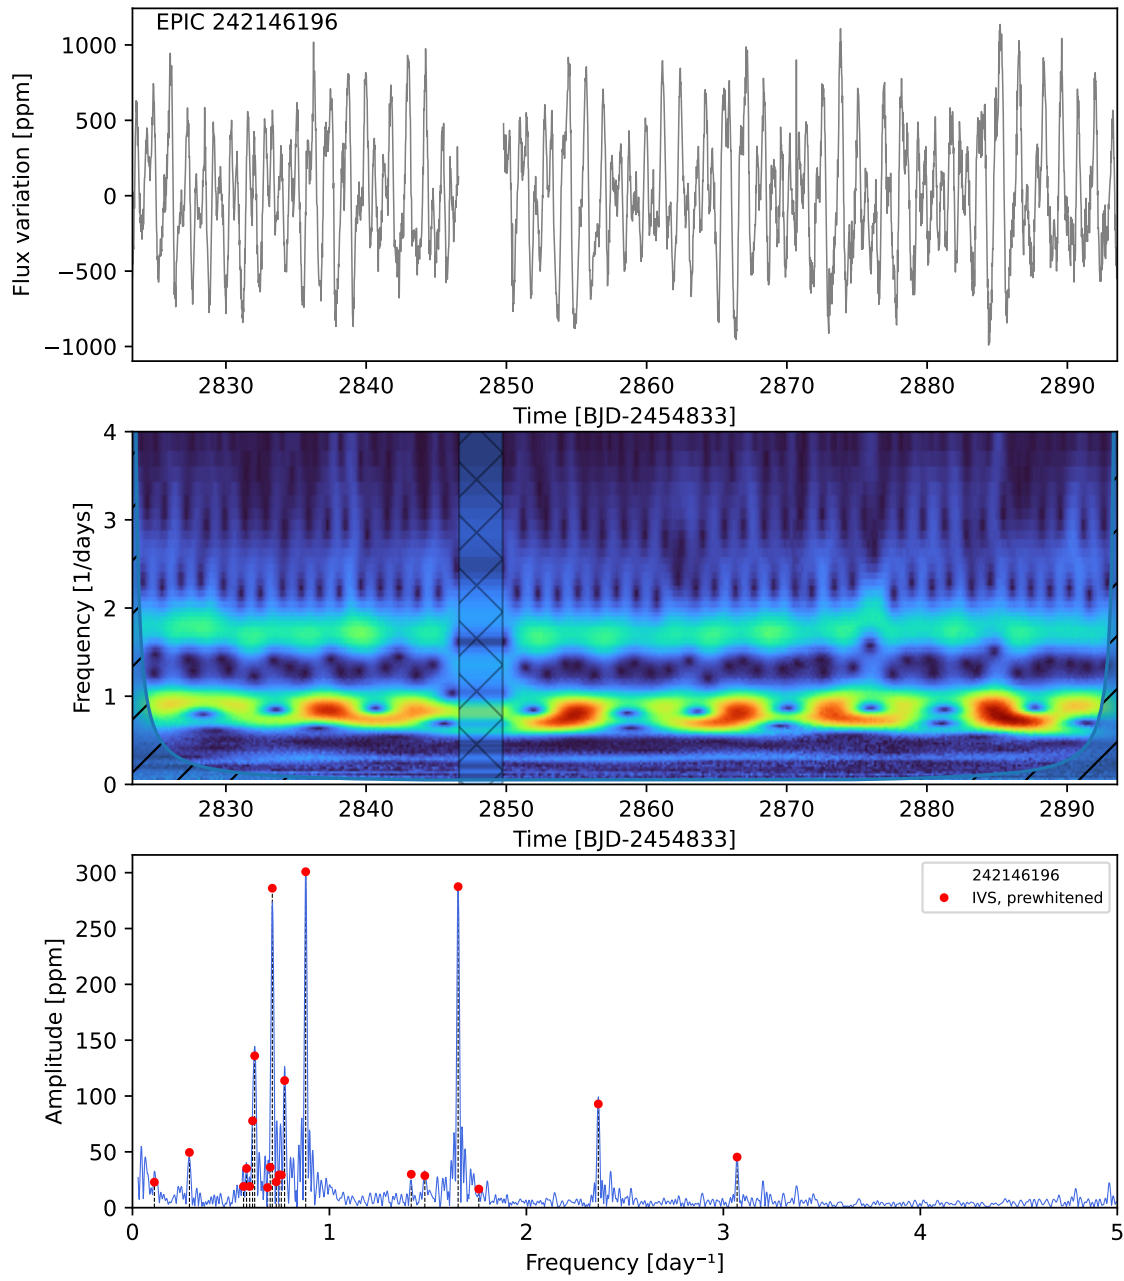 EPIC 242146196
1000
500
0
−500
−1000
Flux variation [ppm]
2830 2840 2850 2860 2870 2880 2890
Time [BJD-2454833]
4
3
2
1
0
Frequency [1/days]
2830 2840 2850 2860 2870 2880 2890
Time [BJD-2454833]
300
250
200
150
100
50
0
Amplitude [ppm]
242146196
IVS, prewhitened
0 1 2 3 4 5
Frequency [day⁻¹]